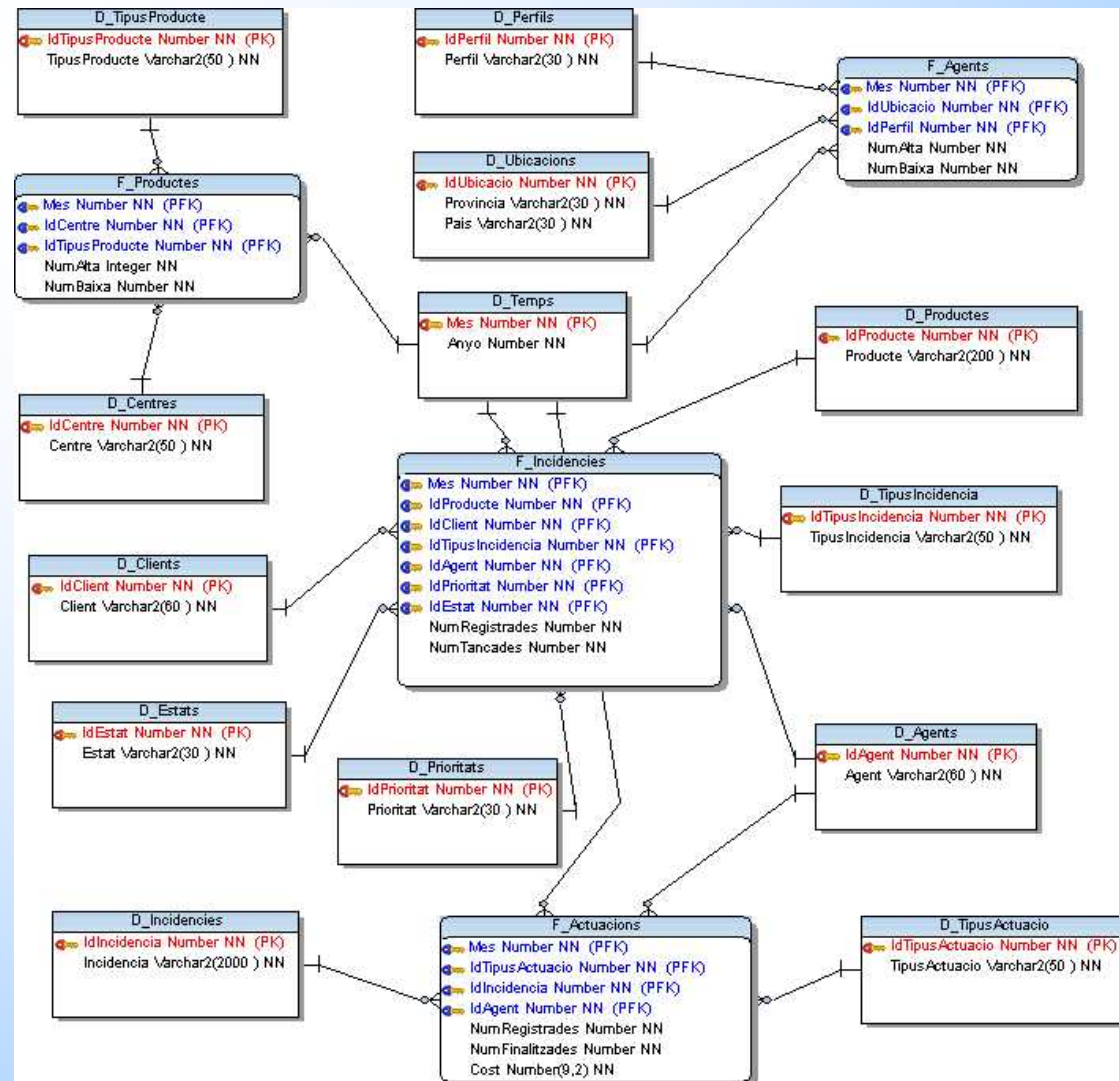 D_TipusProducte
IdTipusProducte Number NN (PK)
TipusProducte Varchar2(50 ) NN
D_Perfils
IdPerfil Number NN (PK)
Perfil Varchar2(30 ) NN
F_Agents
Mes Number NN (PFK)
IdUbicacio Number NN (PFK)
IdPerfil Number NN (PFK)
NumAlta Number NN
NumBaixa Number NN
D_Ubicacions
IdUbicacio Number NN (PK)
Provincia Varchar2(30 ) NN
Pais Varchar2(30 ) NN
F_Productes
Mes Number NN (PFK)
IdCentre Number NN (PFK)
IdTipusProducte Number NN (PFK)
NumAlta Integer NN
NumBaixa Number NN
D_Temps
Mes Number NN (PK)
Anyo Number NN
D_Productes
IdProducte Number NN (PK)
Producte Varchar2(200 ) NN
D_Centres
IdCentre Number NN (PK)
Centre Varchar2(50 ) NN
F_Incidencies
Mes Number NN (PFK)
IdProducte Number NN (PFK)
IdClient Number NN (PFK)
IdTipusIncidencia Number NN (PFK)
IdAgent Number NN (PFK)
IdPrioritat Number NN (PFK)
IdEstat Number NN (PFK)
NumRegistrades Number NN
NumTancades Number NN
D_TipusIncidencia
IdTipusIncidencia Number NN (PK)
TipusIncidencia Varchar2(50 ) NN
D_Clients
IdClient Number NN (PK)
Client Varchar2(60 ) NN
D_Estats
IdEstat Number NN (PK)
Estat Varchar2(30 ) NN
D_Prioritats
IdPrioritat Number NN (PK)
Prioritat Varchar2(30 ) NN
D_Agents
IdAgent Number NN (PK)
Agent Varchar2(60 ) NN
D_Incidencies
IdIncidencia Number NN (PK)
Incidencia Varchar2(2000 ) NN
F_Actuacions
Mes Number NN (PFK)
IdTipusActuacio Number NN (PFK)
IdIncidencia Number NN (PFK)
IdAgent Number NN (PFK)
NumRegistrades Number NN
NumFinalitzades Number NN
Cost Number(9,2) NN
D_TipusActuacio
IdTipusActuacio Number NN (PK)
TipusActuacio Varchar2(50 ) NN